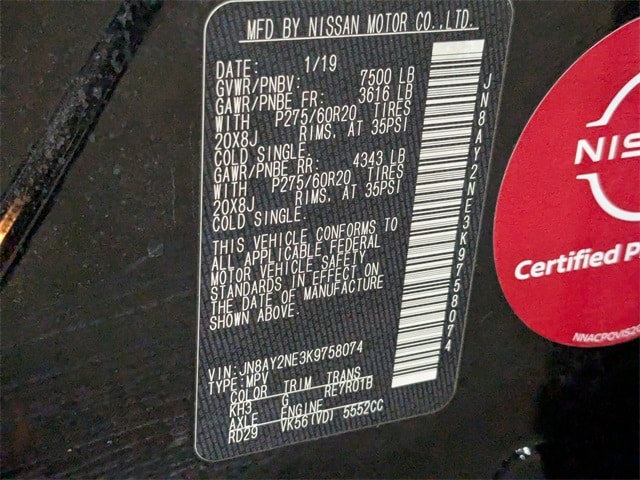 MFD BY NISSAN MOTOR CO.,LTD.
DATE: 1/19
GVWR/PNBV: 7500 LB
GAWR/PNBE FR: 3616 LB
WITH P275/60R20 TIRES
20X8J RIMS, AT 35PSI
COLD SINGLE.
GAWR/PNBE RR: 4343 LB
WITH P275/60R20 TIRES
20X8J RIMS, AT 35PSI
COLD SINGLE.
THIS VEHICLE CONFORMS TO
ALL APPLICABLE FEDERAL
MOTOR VEHICLE SAFETY
STANDARDS IN EFFECT ON
THE DATE OF MANUFACTURE
SHOWN ABOVE.
VIN: JN8AY2NE3K9758074
TYPE: MPV
COLOR TRIM TRANS
KH3 G RE7R01B
AXLE ENGINE
RD29 VK56(VD) 5552CC
JN8AY2NE3K9758074
NIS
Certified P
NNACPOVIS2